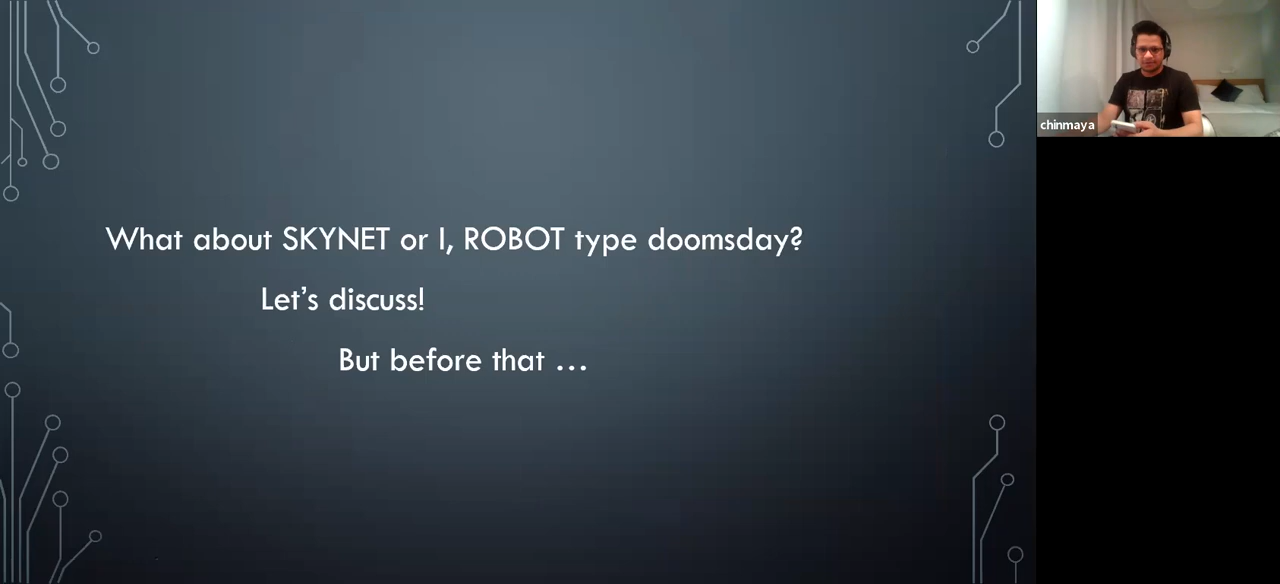 What about SKYNET or I, ROBOT type doomsday?
Let's discuss!
But before that …
chinmaya